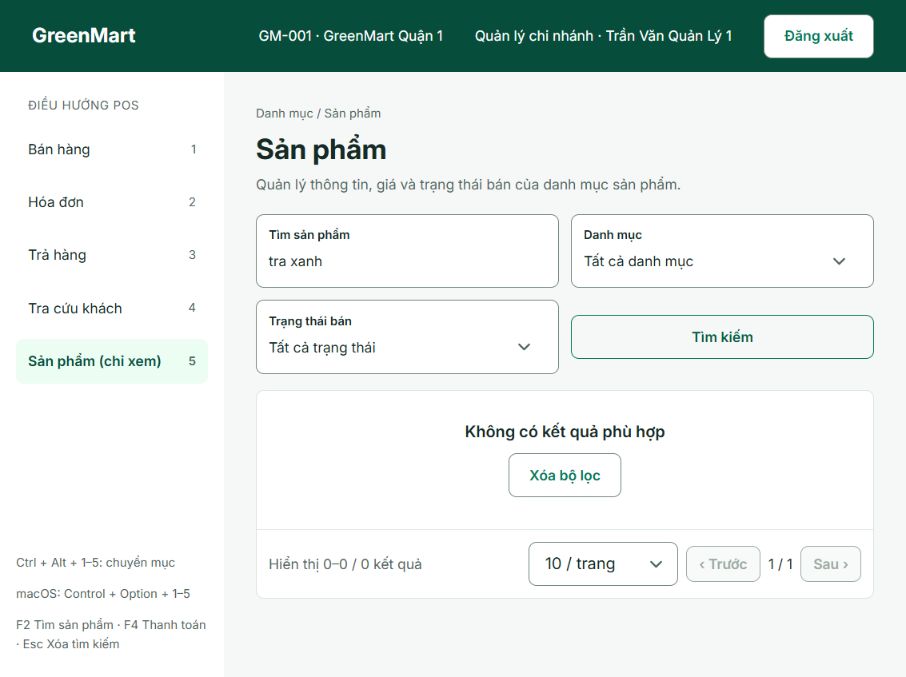 GreenMart
GM-001 · GreenMart Quận 1
Quản lý chi nhánh · Trần Văn Quản Lý 1
Đăng xuất
ĐIỀU HƯỚNG POS
Bán hàng 1
Hóa đơn 2
Trả hàng 3
Tra cứu khách 4
Sản phẩm (chỉ xem) 5
Ctrl + Alt + 1–5: chuyển mục
macOS: Control + Option + 1–5
F2 Tìm sản phẩm · F4 Thanh toán
· Esc Xóa tìm kiếm
Danh mục / Sản phẩm
Sản phẩm
Quản lý thông tin, giá và trạng thái bán của danh mục sản phẩm.
Tìm sản phẩm
tra xanh
Danh mục
Tất cả danh mục
Trạng thái bán
Tất cả trạng thái
Tìm kiếm
Không có kết quả phù hợp
Xóa bộ lọc
Hiển thị 0–0 / 0 kết quả
10 / trang
‹ Trước
1 / 1
Sau ›